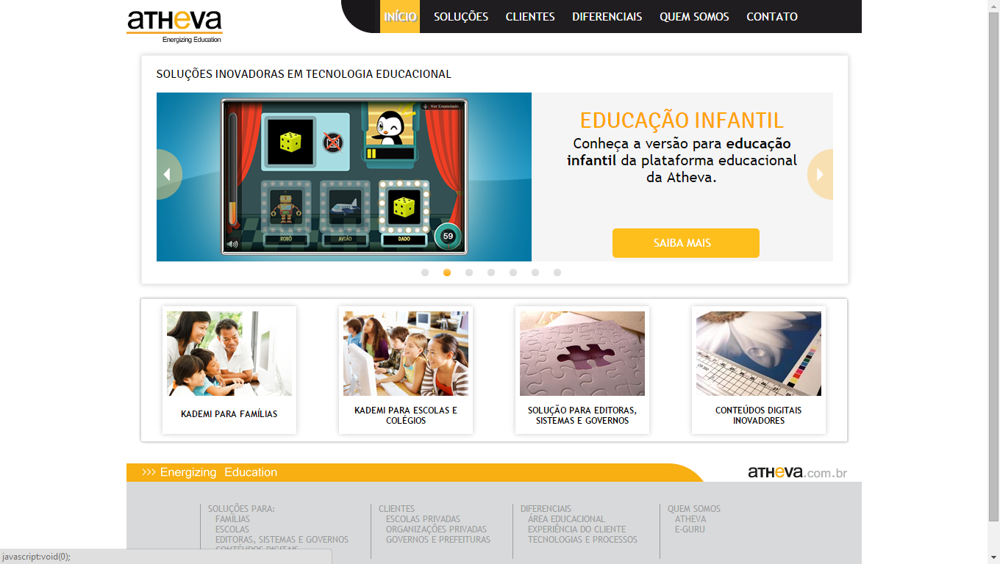 ATHEVA
Energizing Education
INÍCIO SOLUÇÕES CLIENTES DIFERENCIAIS QUEM SOMOS CONTATO
SOLUÇÕES INOVADORAS EM TECNOLOGIA EDUCACIONAL
Ver Enunciado
ROBÔ AVIÃO DADO
59
EDUCAÇÃO INFANTIL
Conheça a versão para educação
infantil da plataforma educacional
da Atheva.
SAIBA MAIS
KADEMI PARA FAMÍLIAS
KADEMI PARA ESCOLAS E
COLÉGIOS
SOLUÇÃO PARA EDITORAS,
SISTEMAS E GOVERNOS
CONTEÚDOS DIGITAIS
INOVADORES
>>> Energizing Education
ATHEVA.com.br
SOLUÇÕES PARA:
FAMÍLIAS
ESCOLAS
EDITORAS, SISTEMAS E GOVERNOS
CONTEÚDOS DIGITAIS
CLIENTES
ESCOLAS PRIVADAS
ORGANIZAÇÕES PRIVADAS
GOVERNOS E PREFEITURAS
DIFERENCIAIS
ÁREA EDUCACIONAL
EXPERIÊNCIA DO CLIENTE
TECNOLOGIAS E PROCESSOS
QUEM SOMOS
ATHEVA
E-GURU
javascript:void(0);